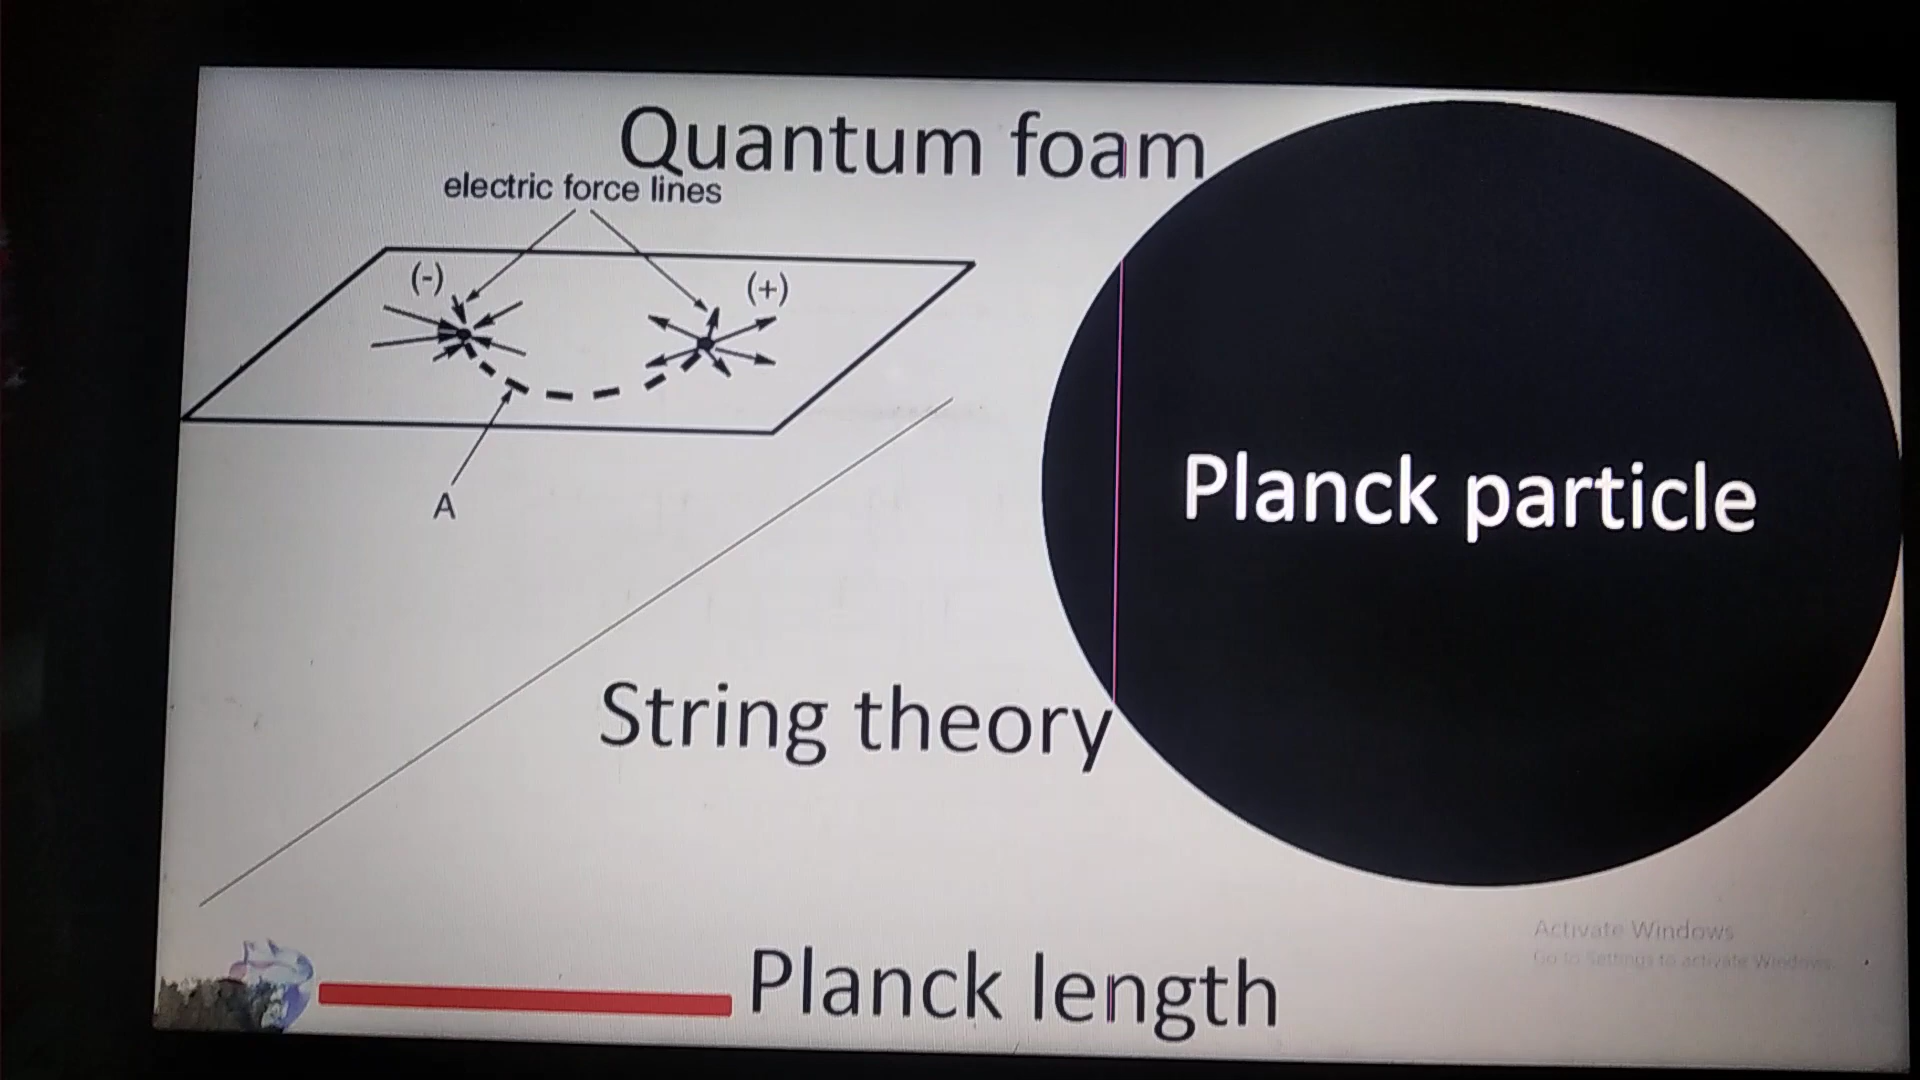 Quantum foam
electric force lines
(-)
(+)
A
Planck particle
String theory
Planck length
Activate Windows
Go to Settings to activate Windows.